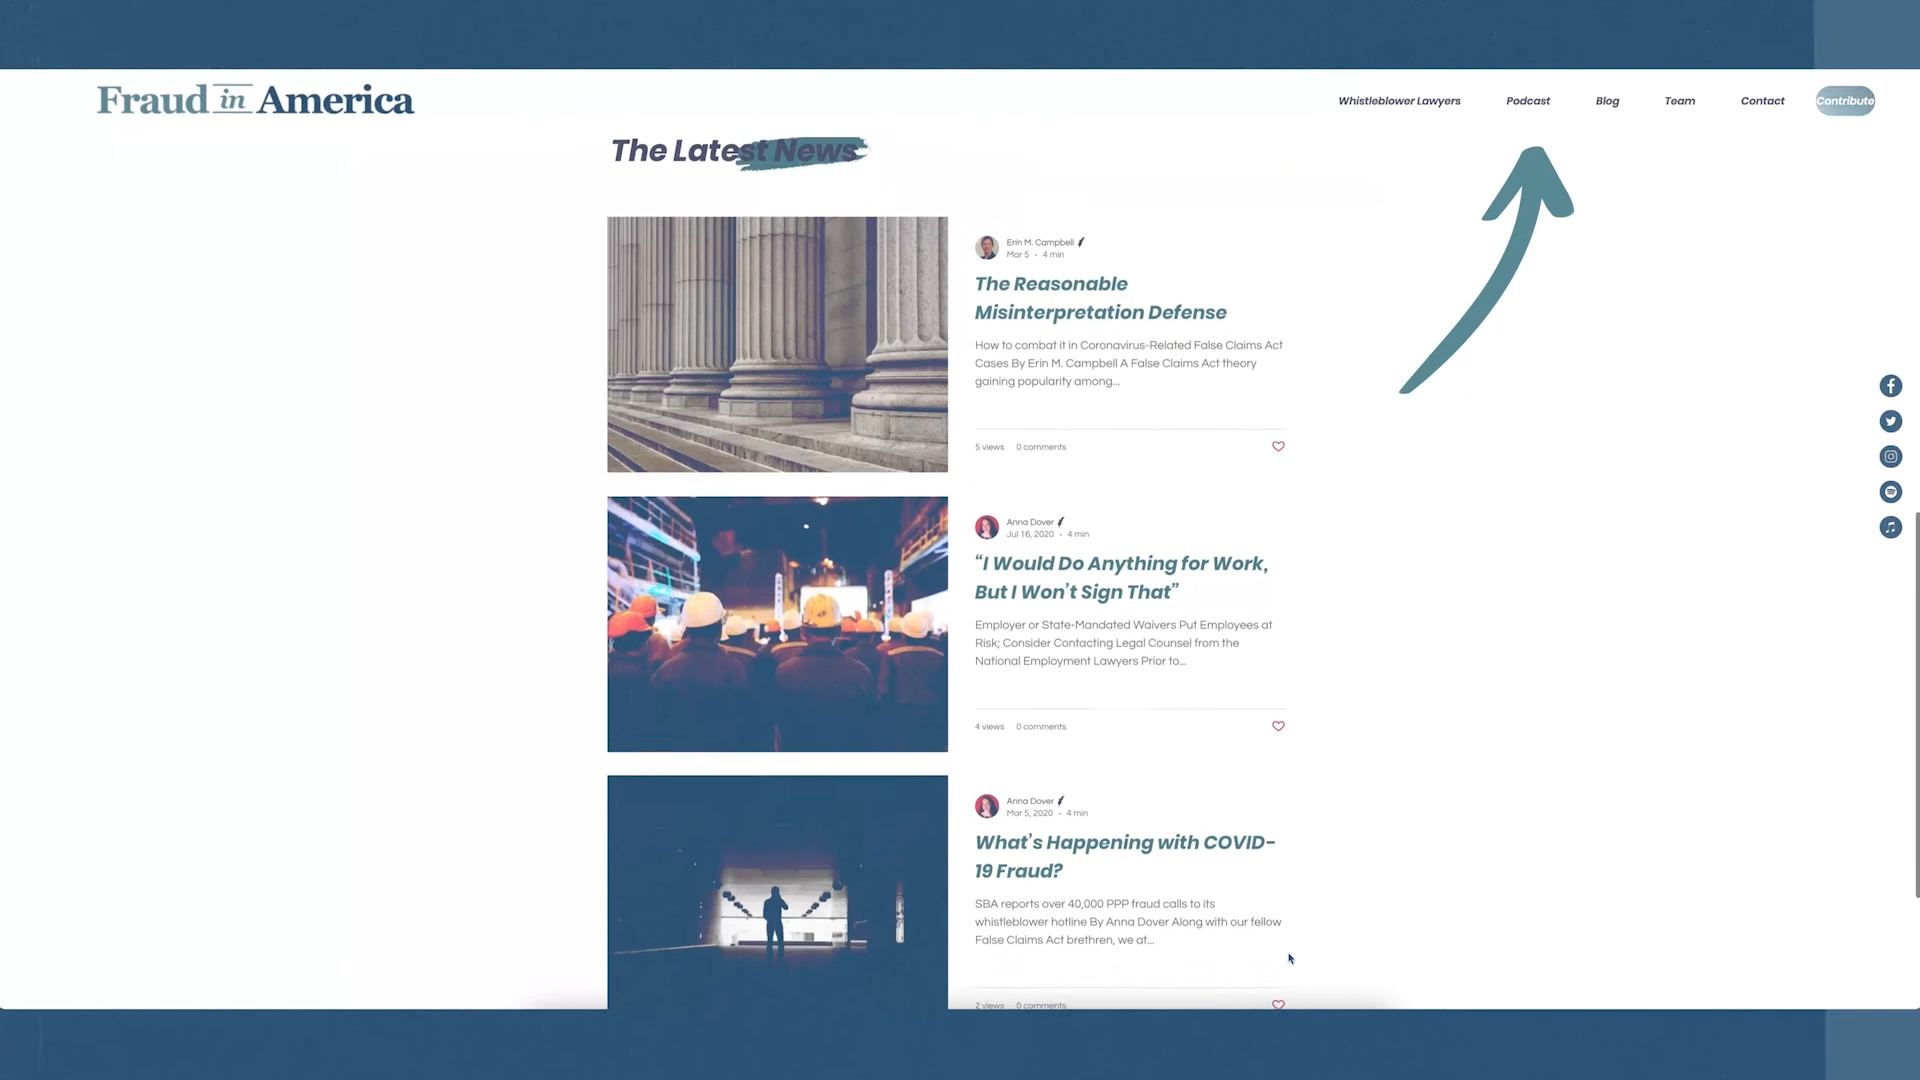 Fraud in America
Whistleblower Lawyers
Podcast
Blog
Team
Contact
Contribute
The Latest News
Erin M. Campbell
Mar 5 · 4 min
The Reasonable
Misinterpretation Defense
How to combat it in Coronavirus-Related False Claims Act
Cases By Erin M. Campbell A False Claims Act theory
gaining popularity among...
5 views 0 comments
Anna Dover
Jul 16, 2020 · 4 min
“I Would Do Anything for Work,
But I Won’t Sign That”
Employer or State-Mandated Waivers Put Employees at
Risk; Consider Contacting Legal Counsel from the
National Employment Lawyers Prior to...
4 views 0 comments
Anna Dover
Mar 5, 2020 · 4 min
What’s Happening with COVID-
19 Fraud?
SBA reports over 40,000 PPP fraud calls to its
whistleblower hotline By Anna Dover Along with our fellow
False Claims Act brethren, we at...
2 views 0 comments